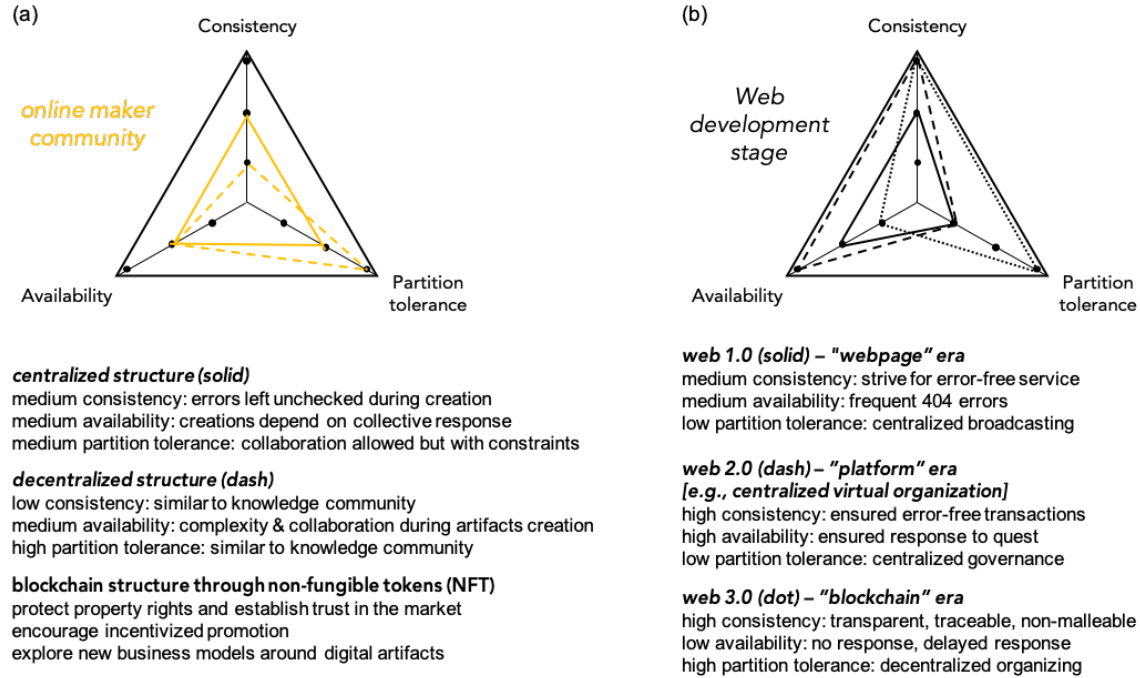 (a)
Consistency
online maker
community
Availability
Partition
tolerance
centralized structure (solid)
medium consistency: errors left unchecked during creation
medium availability: creations depend on collective response
medium partition tolerance: collaboration allowed but with constraints
decentralized structure (dash)
low consistency: similar to knowledge community
medium availability: complexity & collaboration during artifacts creation
high partition tolerance: similar to knowledge community
blockchain structure through non-fungible tokens (NFT)
protect property rights and establish trust in the market
encourage incentivized promotion
explore new business models around digital artifacts
(b)
Consistency
Web
development
stage
Availability
Partition
tolerance
web 1.0 (solid) – "webpage” era
medium consistency: strive for error-free service
medium availability: frequent 404 errors
low partition tolerance: centralized broadcasting
web 2.0 (dash) – ”platform” era
[e.g., centralized virtual organization]
high consistency: ensured error-free transactions
high availability: ensured response to quest
low partition tolerance: centralized governance
web 3.0 (dot) – ”blockchain” era
high consistency: transparent, traceable, non-malleable
low availability: no response, delayed response
high partition tolerance: decentralized organizing